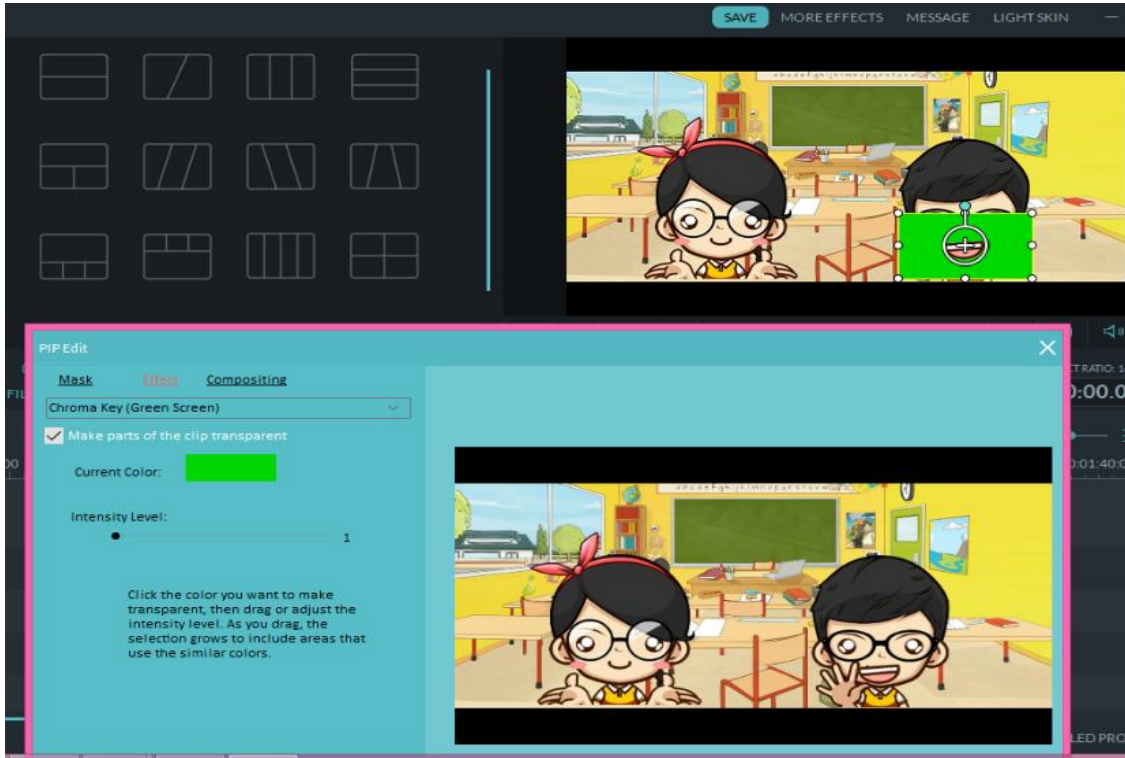 SAVE MORE EFFECTS MESSAGE LIGHT SKIN
PIP Edit
Mask Effect Compositing
Chroma Key (Green Screen)
Make parts of the clip transparent
Current Color:
Intensity Level:
1
Click the color you want to make
transparent, then drag or adjust the
intensity level. As you drag, the
selection grows to include areas that
use the similar colors.